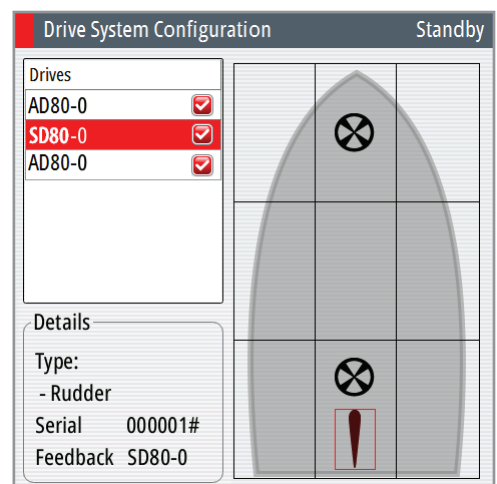 Drive System Configuration Standby
Drives
AD80-0
SD80-0
AD80-0
Details
Type:
- Rudder
Serial 000001#
Feedback SD80-0